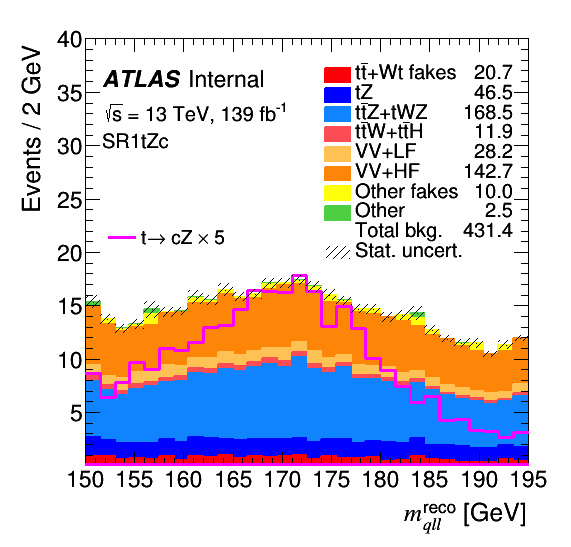 Events / 2 GeV
40
35
30
25
20
15
10
5
ATLAS Internal
√s = 13 TeV, 139 fb⁻¹
SR1tZc
t→ cZ × 5
tt̄+Wt fakes 20.7
tZ 46.5
tt̄Z+tWZ 168.5
tt̄W+tt̄H 11.9
VV+LF 28.2
VV+HF 142.7
Other fakes 10.0
Other 2.5
Total bkg. 431.4
Stat. uncert.
150 155 160 165 170 175 180 185 190 195
m_{qll}^{reco} [GeV]